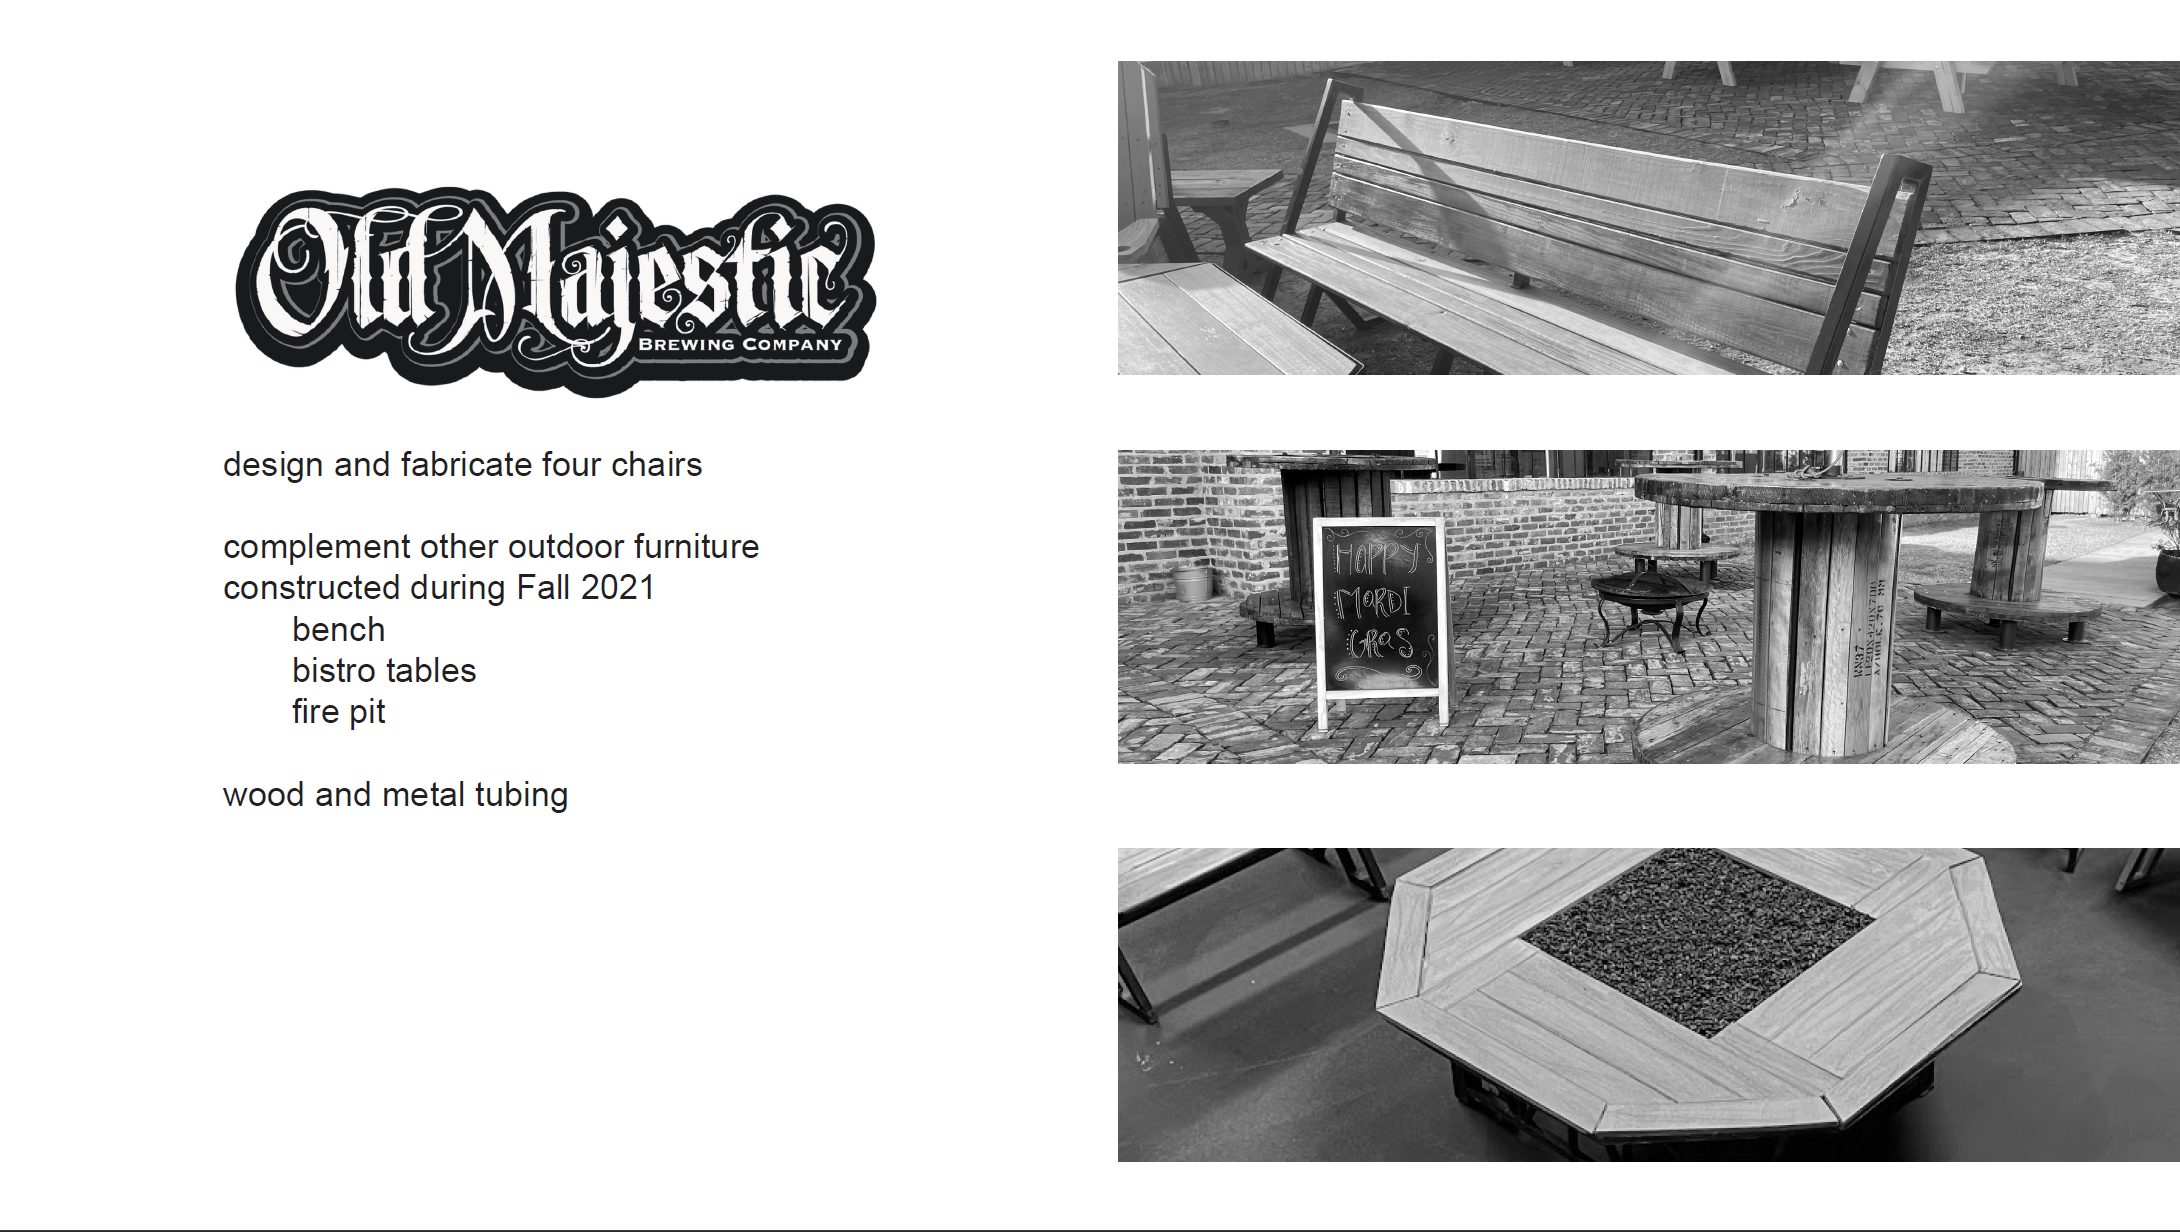 Old Majestic
BREWING COMPANY
design and fabricate four chairs
complement other outdoor furniture
constructed during Fall 2021
bench
bistro tables
fire pit
wood and metal tubing
HAPPY
MARDI
GRAS